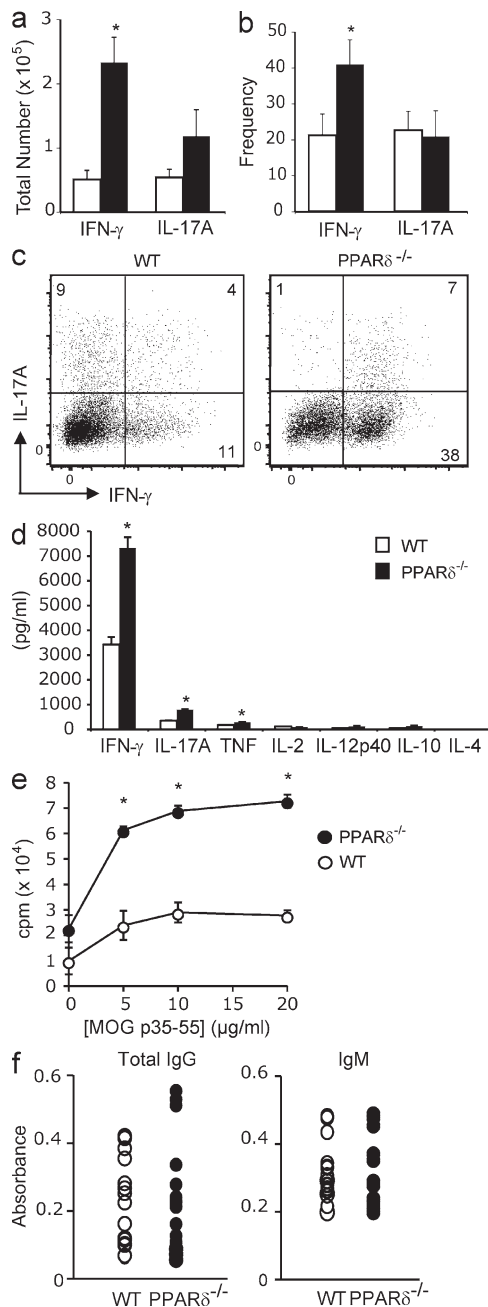 a
Total Number (x 10⁵)
3
2
1
0
*
IFN-γ IL-17A
b
Frequency
50
40
30
20
10
0
*
IFN-γ IL-17A
c
WT
PPARδ⁻/⁻
IL-17A
9 4
11
0
0
1 7
38
0
0
IFN-γ
d
(pg/ml)
8000
7000
6000
5000
4000
3000
2000
1000
0
*
*
*
WT
PPARδ⁻/⁻
IFN-γ IL-17A TNF IL-2 IL-12p40 IL-10 IL-4
e
cpm (x 10⁴)
8
7
6
5
4
3
2
1
0
* * *
PPARδ⁻/⁻
WT
0 5 10 15 20
[MOG p35-55] (µg/ml)
f
Total IgG
IgM
Absorbance
0.6
0.4
0.2
0
WT PPARδ⁻/⁻
0.6
0.4
0.2
0
WT PPARδ⁻/⁻